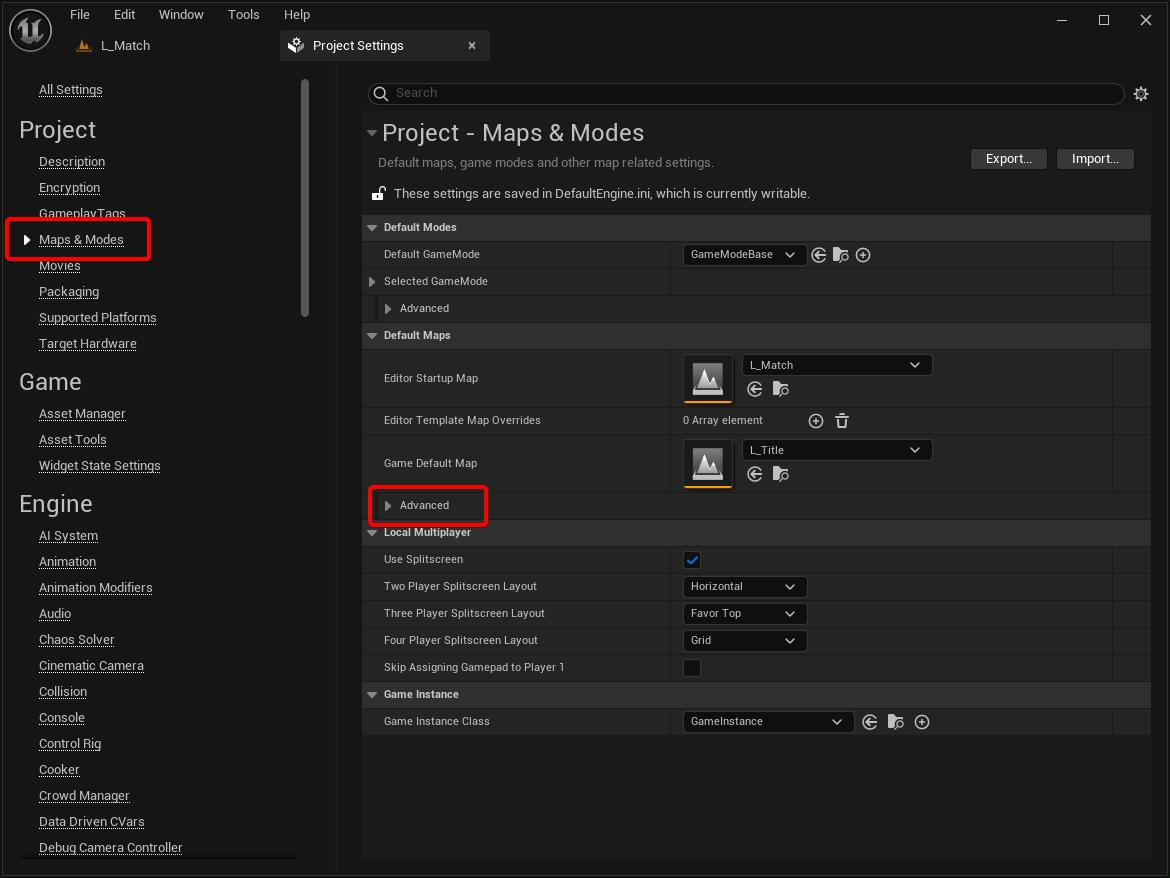 File Edit Window Tools Help
L_Match
Project Settings
All Settings
Project
Description
Encryption
GameplayTags
Maps & Modes
Movies
Packaging
Supported Platforms
Target Hardware
Game
Asset Manager
Asset Tools
Widget State Settings
Engine
AI System
Animation
Animation Modifiers
Audio
Chaos Solver
Cinematic Camera
Collision
Console
Control Rig
Cooker
Crowd Manager
Data Driven CVars
Debug Camera Controller
Search
Project - Maps & Modes
Default maps, game modes and other map related settings.
Export... Import...
These settings are saved in DefaultEngine.ini, which is currently writable.
Default Modes
Default GameMode GameModeBase
Selected GameMode
Advanced
Default Maps
Editor Startup Map L_Match
Editor Template Map Overrides 0 Array element
Game Default Map L_Title
Advanced
Local Multiplayer
Use Splitscreen
Two Player Splitscreen Layout Horizontal
Three Player Splitscreen Layout Favor Top
Four Player Splitscreen Layout Grid
Skip Assigning Gamepad to Player 1
Game Instance
Game Instance Class GameInstance